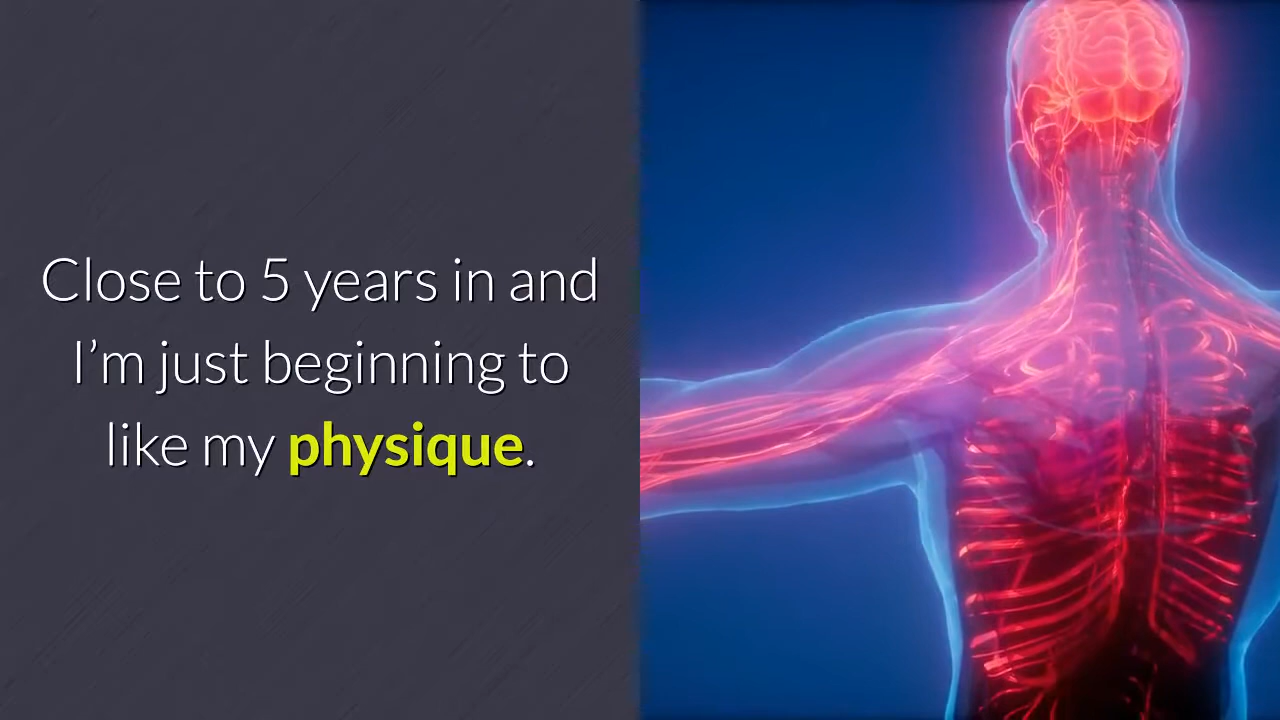 Close to 5 years in and
I’m just beginning to
like my physique.